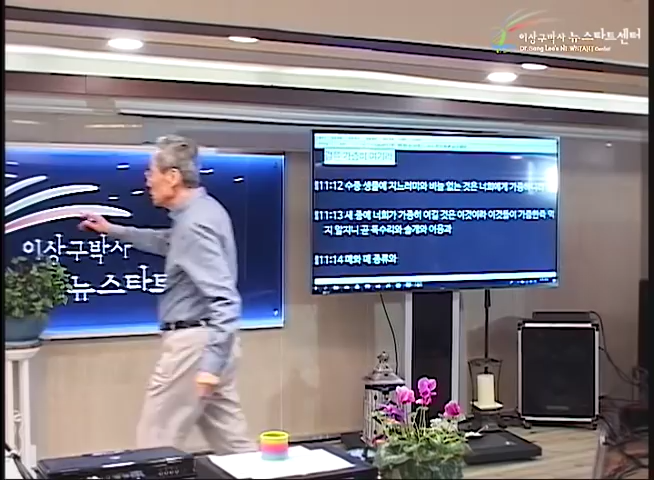 이상구박사 뉴스타트센터
Dr.Sang Lee's NEWSTART Center
이상구박사
뉴스타트
11:12 수중 생물에 지느러미와 비늘 없는 것은 너희에게 가증하니라
11:13 새 중에 너희가 가증히 여길 것은 이것이라 이것들이 가증한즉 먹
지 말지니 곧 독수리와 솔개와 어응과
11:14 매와 매 종류와